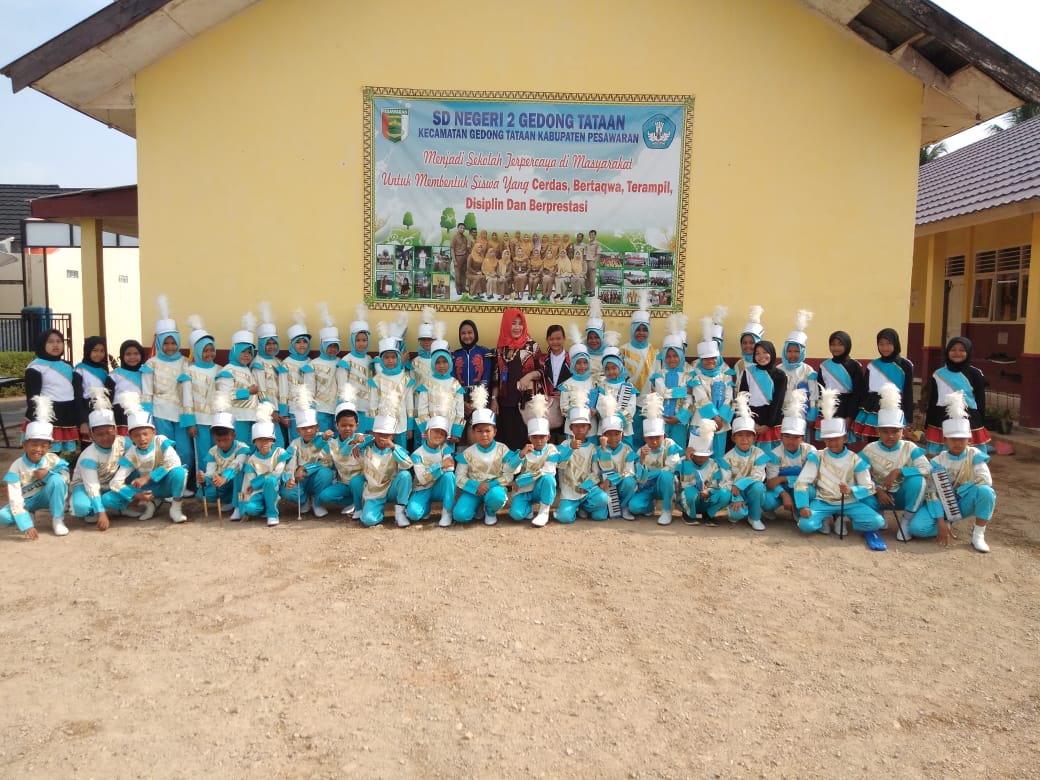 PESAWARAN
SD NEGERI 2 GEDONG TATAAN
KECAMATAN GEDONG TATAAN KABUPATEN PESAWARAN
Menjadi Sekolah Terpercaya di Masyarakat
Untuk Membentuk Siswa Yang Cerdas, Bertaqwa, Terampil,
Disiplin Dan Berprestasi